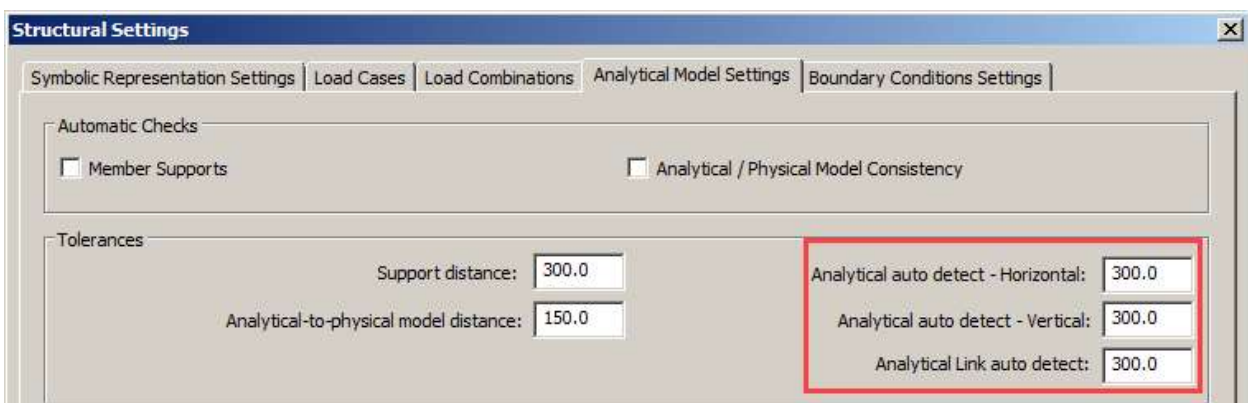 Structural Settings
Symbolic Representation Settings Load Cases Load Combinations Analytical Model Settings Boundary Conditions Settings
Automatic Checks
Member Supports Analytical / Physical Model Consistency
Tolerances
Support distance: 300.0 Analytical auto detect - Horizontal: 300.0
Analytical-to-physical model distance: 150.0 Analytical auto detect - Vertical: 300.0
Analytical Link auto detect: 300.0